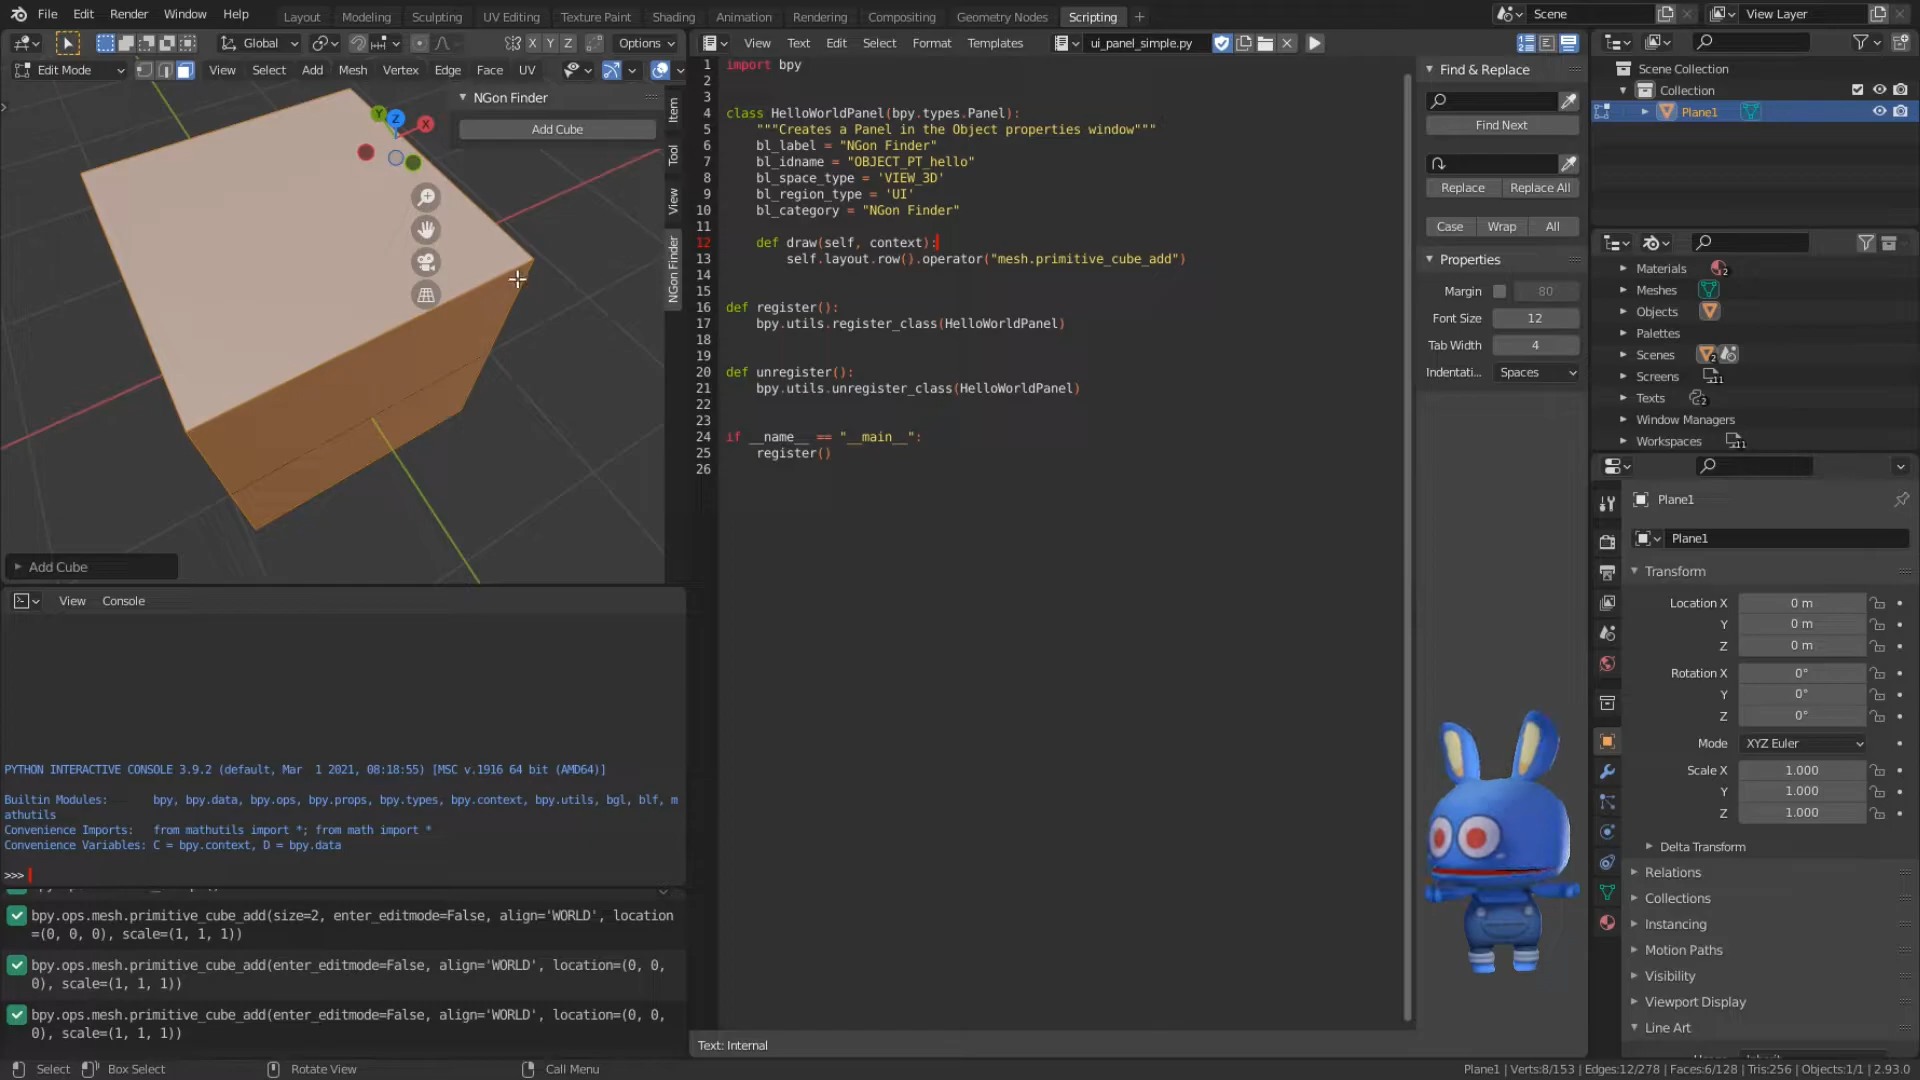 File Edit Render Window Help Layout Modeling Sculpting UV Editing Texture Paint Shading Animation Rendering Compositing Geometry Nodes Scripting + Scene View Layer
Global X Y Z Options
View Text Edit Select Format Templates ui_panel_simple.py
Edit Mode View Select Add Mesh Vertex Edge Face UV
NGon Finder
Add Cube
Item
Tool
View
NGon Finder
Y Z X
Add Cube
1 import bpy
2
3
4 class HelloWorldPanel(bpy.types.Panel):
5 """Creates a Panel in the Object properties window"""
6 bl_label = "NGon Finder"
7 bl_idname = "OBJECT_PT_hello"
8 bl_space_type = 'VIEW_3D'
9 bl_region_type = 'UI'
10 bl_category = "NGon Finder"
11
12 def draw(self, context):
13 self.layout.row().operator("mesh.primitive_cube_add")
14
15
16 def register():
17 bpy.utils.register_class(HelloWorldPanel)
18
19
20 def unregister():
21 bpy.utils.unregister_class(HelloWorldPanel)
22
23
24 if __name__ == "__main__":
25 register()
26
Text: Internal
Find & Replace
Find Next
Replace Replace All
Case Wrap All
Properties
Margin 80
Font Size 12
Tab Width 4
Indentati... Spaces
Scene Collection
Collection
Plane1
Materials 2
Meshes
Objects
Palettes
Scenes 2
Screens 11
Texts 2
Window Managers
Workspaces 11
Plane1
Plane1
Transform
Location X 0 m
Y 0 m
Z 0 m
Rotation X 0°
Y 0°
Z 0°
Mode XYZ Euler
Scale X 1.000
Y 1.000
Z 1.000
Delta Transform
Relations
Collections
Instancing
Motion Paths
Visibility
Viewport Display
Line Art
View Console
PYTHON INTERACTIVE CONSOLE 3.9.2 (default, Mar  1 2021, 08:18:55) [MSC v.1916 64 bit (AMD64)]
Builtin Modules: bpy, bpy.data, bpy.ops, bpy.props, bpy.types, bpy.context, bpy.utils, bgl, blf, m
athutils
Convenience Imports: from mathutils import *; from math import *
Convenience Variables: C = bpy.context, D = bpy.data
>>>
bpy.ops.mesh.primitive_cube_add(size=2, enter_editmode=False, align='WORLD', location
=(0, 0, 0), scale=(1, 1, 1))
bpy.ops.mesh.primitive_cube_add(enter_editmode=False, align='WORLD', location=(0, 0,
0), scale=(1, 1, 1))
bpy.ops.mesh.primitive_cube_add(enter_editmode=False, align='WORLD', location=(0, 0,
0), scale=(1, 1, 1))
Select Box Select Rotate View Call Menu Plane1 | Verts:8/153 | Edges:12/278 | Faces:6/128 | Tris:256 | Objects:1/1 | 2.93.0